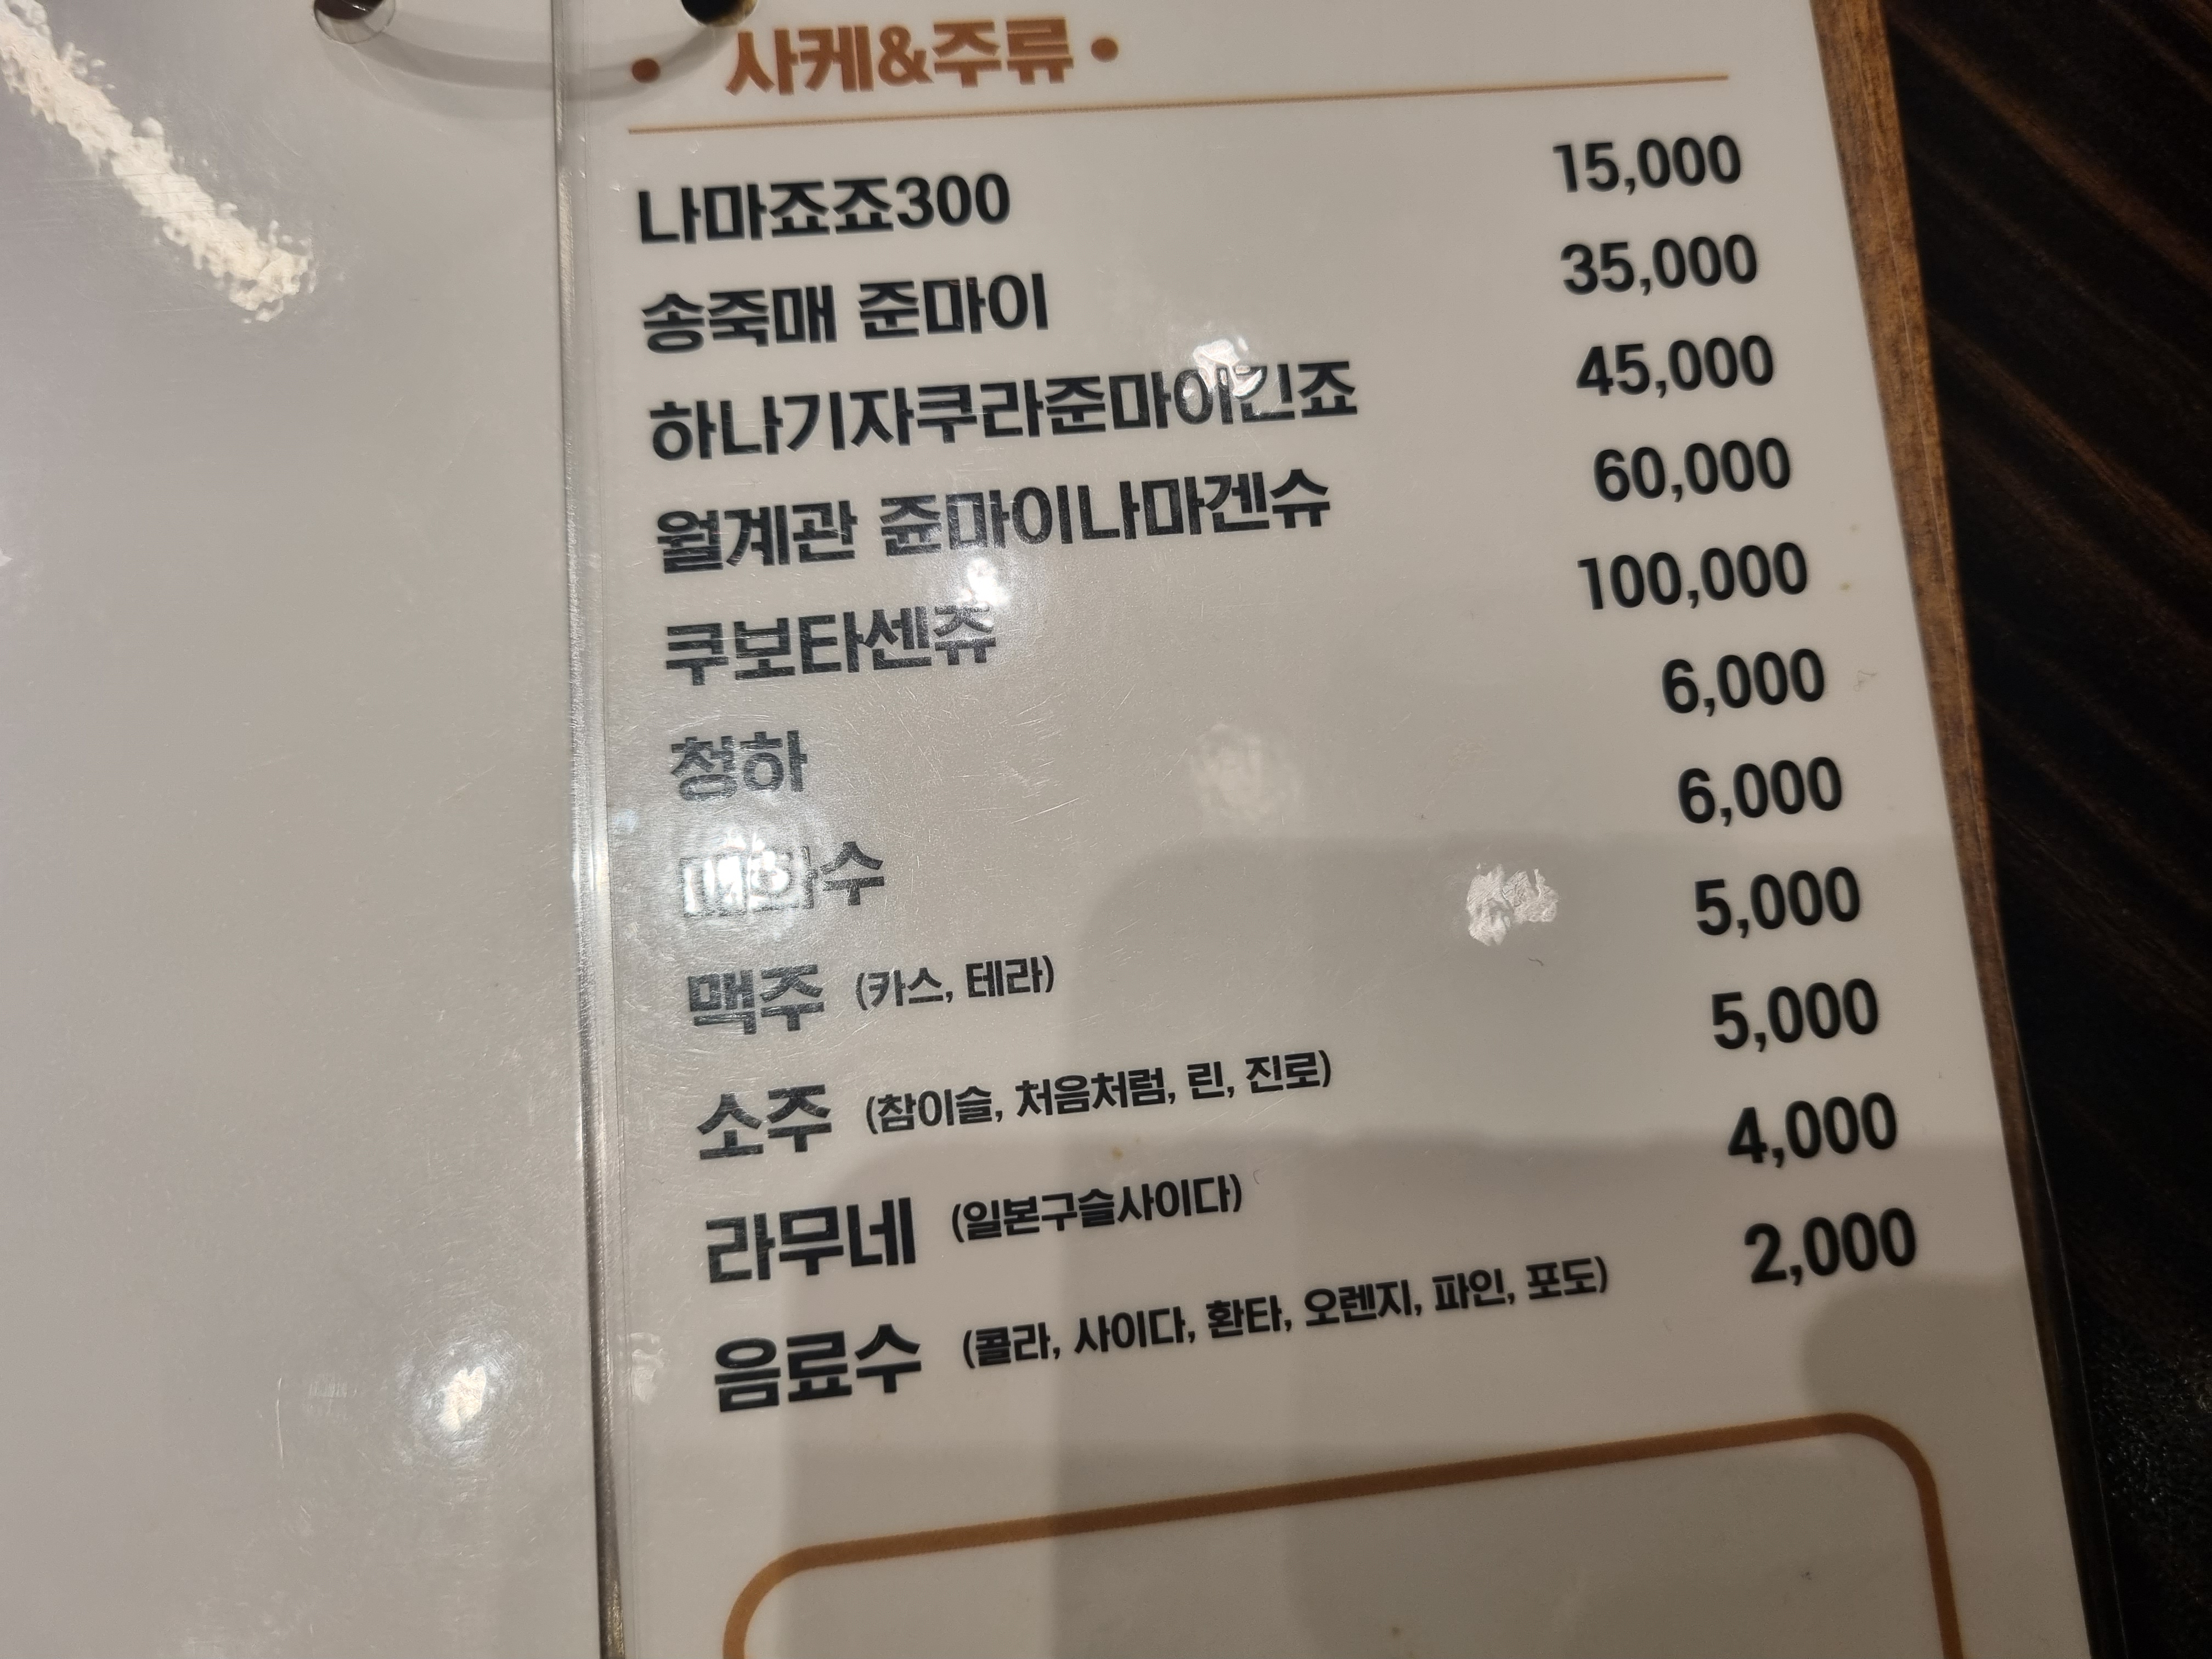 • 사케&주류 •
나마죠죠300 15,000
송죽매 준마이 35,000
하나기자쿠라준마이긴죠 45,000
월계관 쥰마이나마겐슈 60,000
쿠보타센쥬 100,000
청하 6,000
매화수 6,000
맥주 (카스, 테라) 5,000
소주 (참이슬, 처음처럼, 린, 진로) 5,000
라무네 (일본구슬사이다) 4,000
음료수 (콜라, 사이다, 환타, 오렌지, 파인, 포도) 2,000